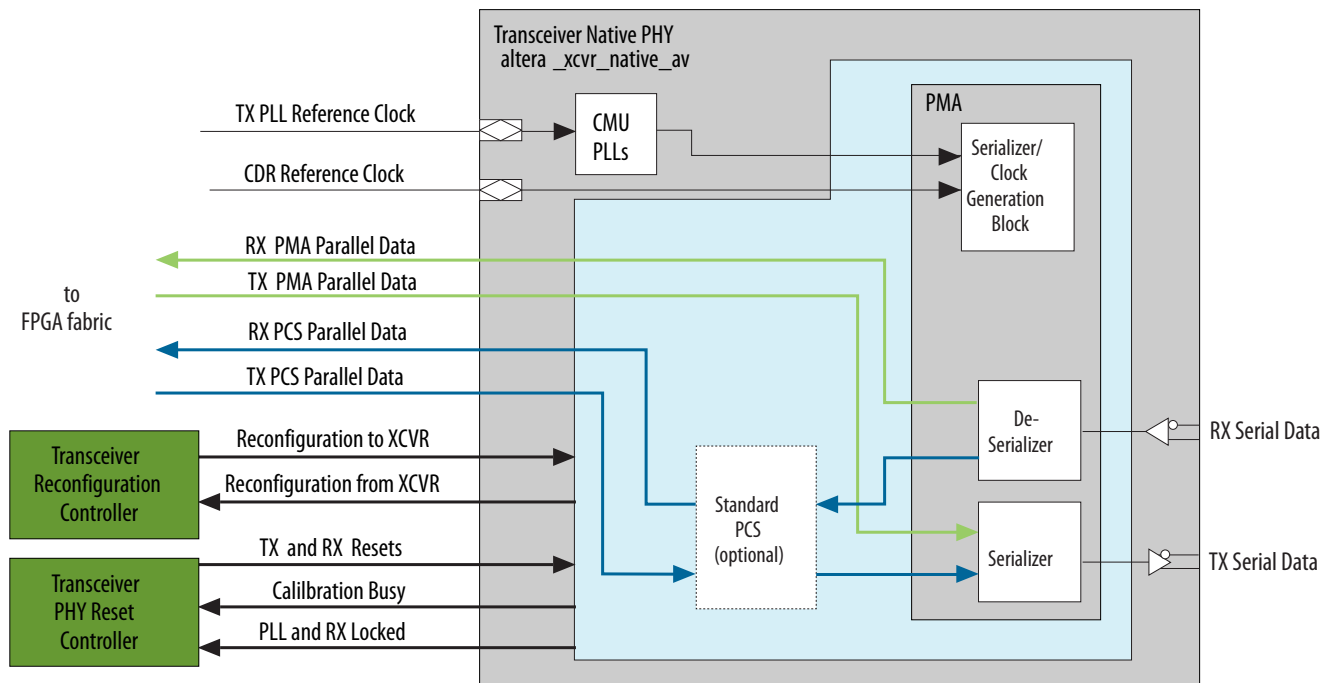 Transceiver Native PHY
altera _xcvr_native_av
TX PLL Reference Clock
CMU
PLLs
PMA
Serializer/
Clock
Generation
Block
CDR Reference Clock
RX PMA Parallel Data
TX PMA Parallel Data
to
FPGA fabric
RX PCS Parallel Data
TX PCS Parallel Data
De-
Serializer
RX Serial Data
Transceiver
Reconfiguration
Controller
Reconfigration to XCVR
Reconfiguration from XCVR
Standard
PCS
(optional)
Serializer
TX Serial Data
Transceiver
PHY Reset
Controller
TX and RX Resets
Calilbration Busy
PLL and RX Locked